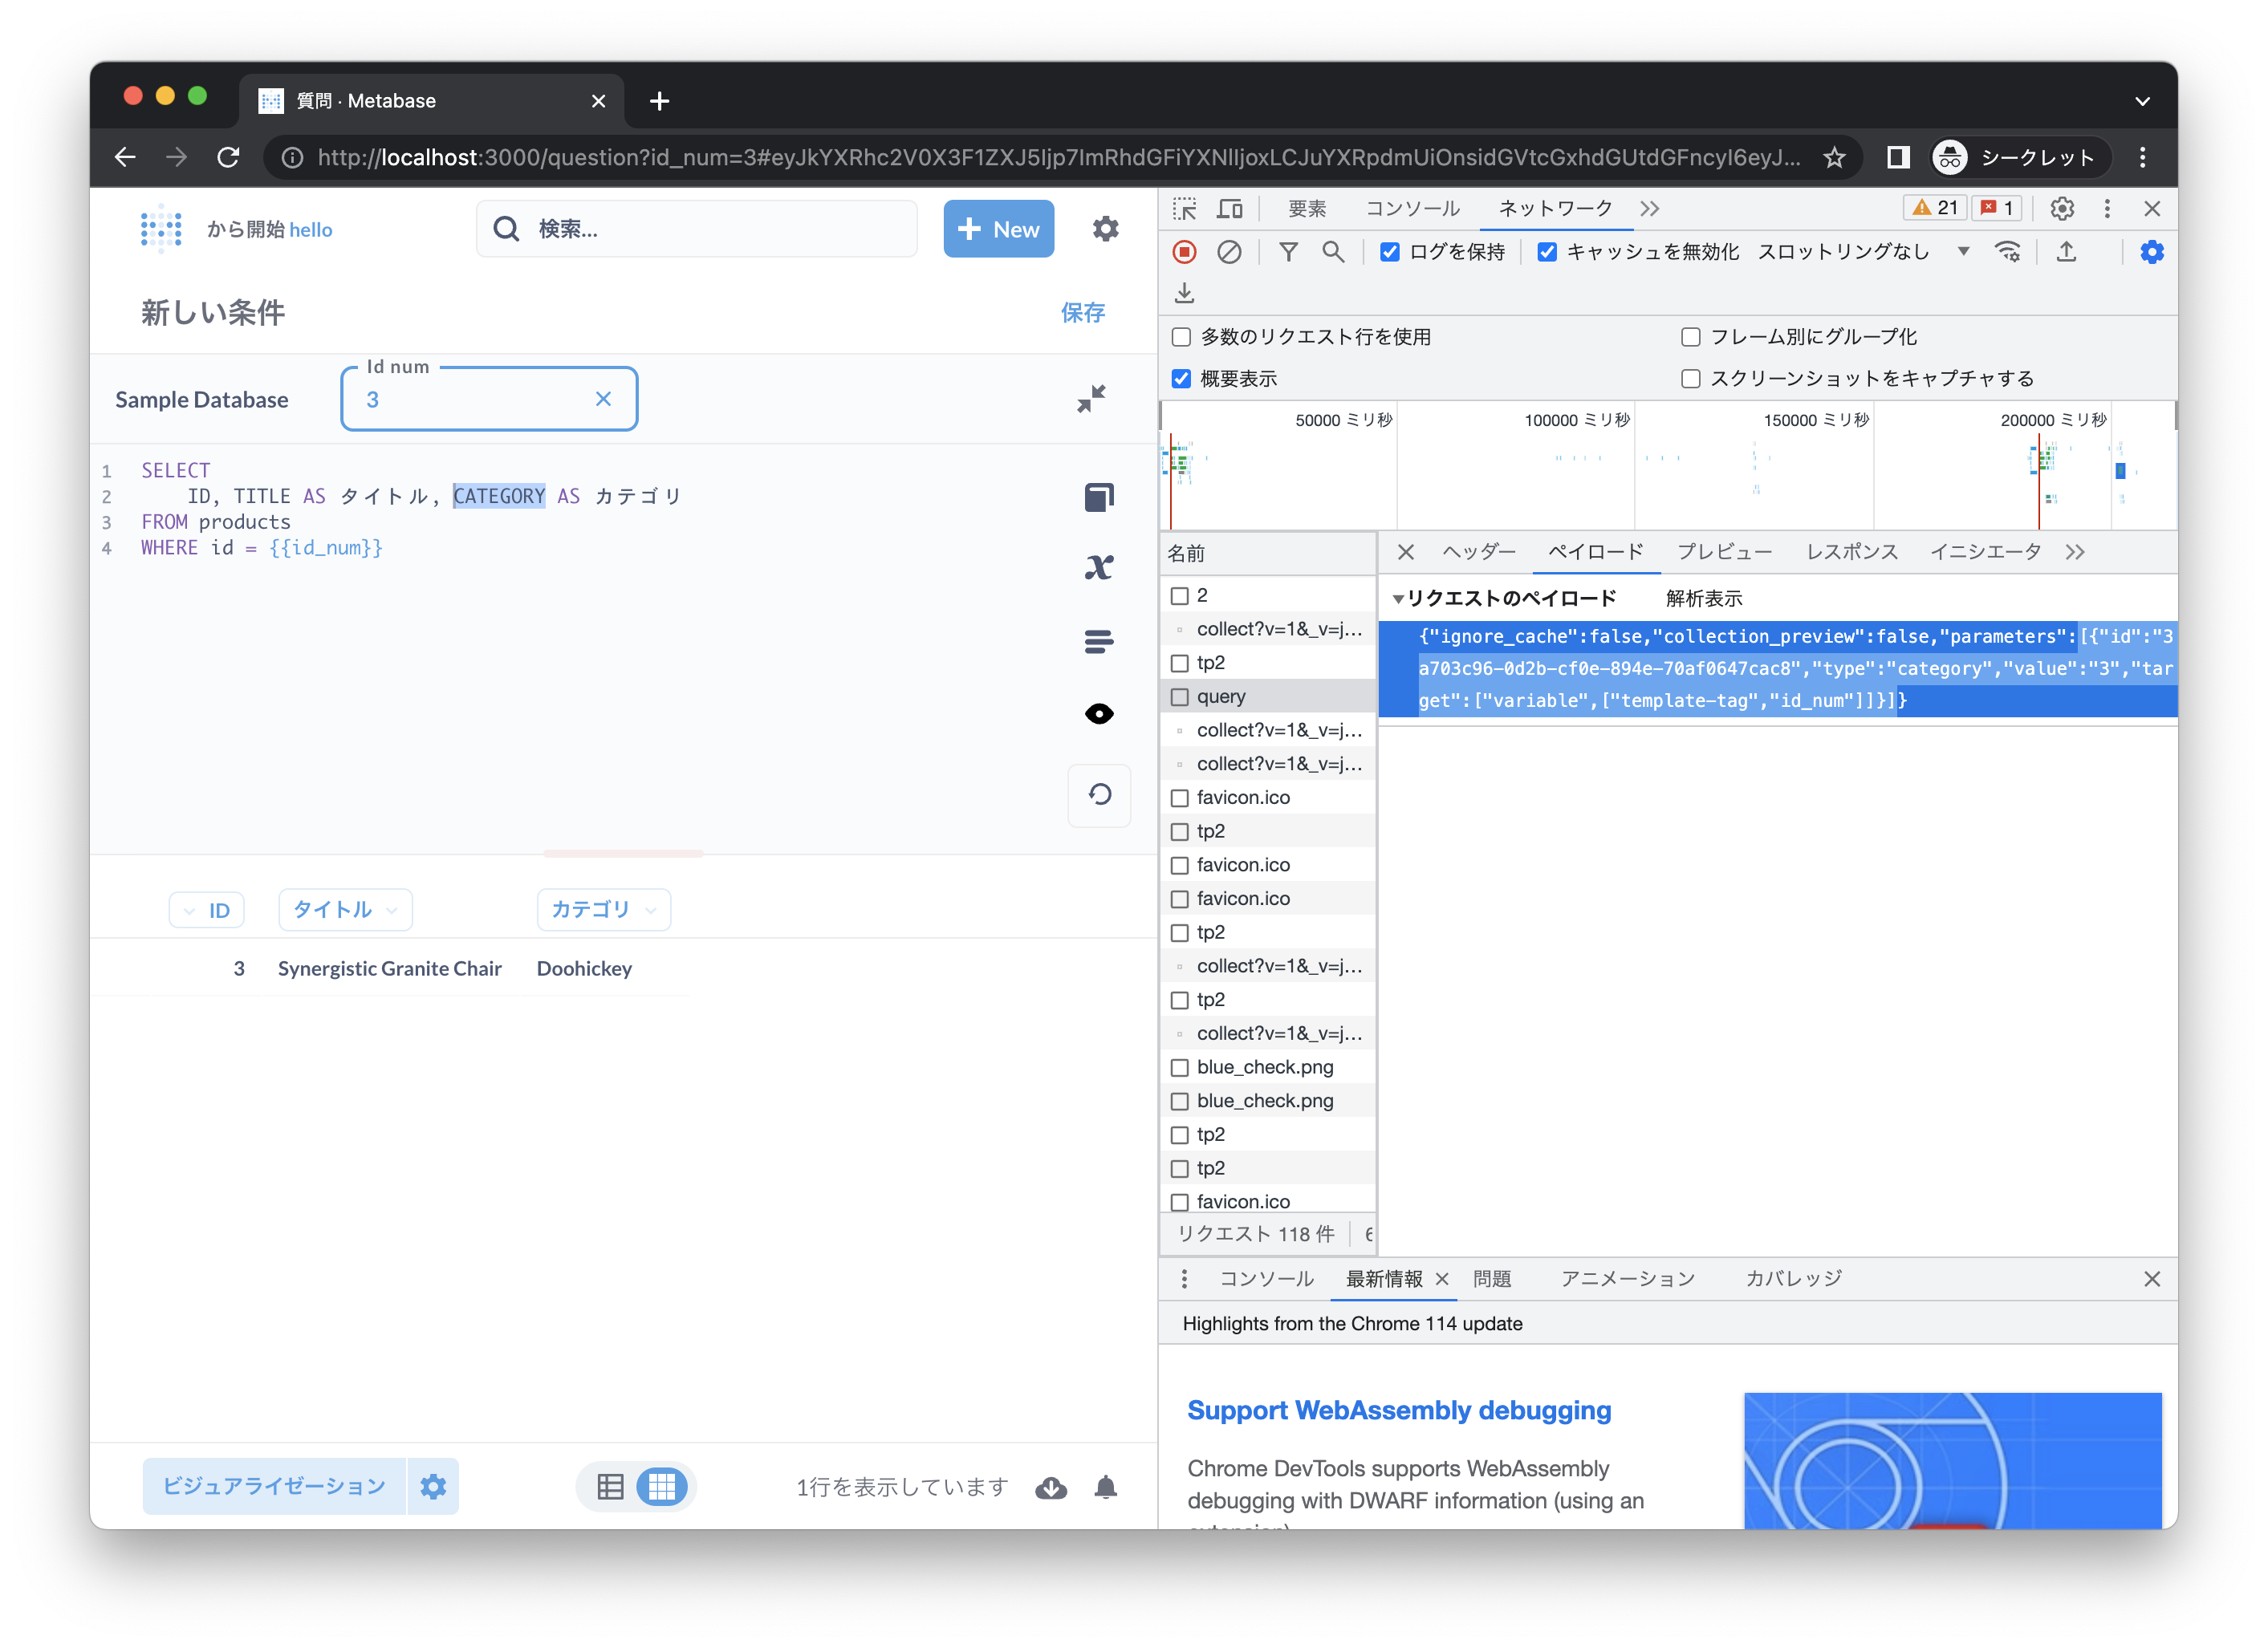 質問 · Metabase
http://localhost:3000/question?id_num=3#eyJkYXRhc2V0X3F1ZXJ5Ijp7ImRhdGFiYXNlIjoxLCJuYXRpdmUiOnsidGVtcGxhdGUtdGFncyI6eyJ...
シークレット
から開始 hello
検索...
New
新しい条件
保存
Sample Database
Id num
3
1 SELECT
2 ID, TITLE AS タイトル, CATEGORY AS カテゴリ
3 FROM products
4 WHERE id = {{id_num}}
ID タイトル カテゴリ
3 Synergistic Granite Chair Doohickey
ビジュアライゼーション
1行を表示しています
要素 コンソール ネットワーク 21 1
ログを保持 キャッシュを無効化 スロットリングなし
多数のリクエスト行を使用 フレーム別にグループ化
概要表示 スクリーンショットをキャプチャする
50000 ミリ秒 100000 ミリ秒 150000 ミリ秒 200000 ミリ秒
名前
2
collect?v=1&_v=j...
tp2
query
collect?v=1&_v=j...
collect?v=1&_v=j...
favicon.ico
tp2
favicon.ico
favicon.ico
tp2
collect?v=1&_v=j...
tp2
collect?v=1&_v=j...
blue_check.png
blue_check.png
tp2
tp2
favicon.ico
リクエスト 118 件
ヘッダー ペイロード プレビュー レスポンス イニシエータ
リクエストのペイロード 解析表示
{"ignore_cache":false,"collection_preview":false,"parameters":[{"id":"3
a703c96-0d2b-cf0e-894e-70af0647cac8","type":"category","value":"3","tar
get":["variable",["template-tag","id_num"]]}]}
コンソール 最新情報 問題 アニメーション カバレッジ
Highlights from the Chrome 114 update
Support WebAssembly debugging
Chrome DevTools supports WebAssembly
debugging with DWARF information (using an